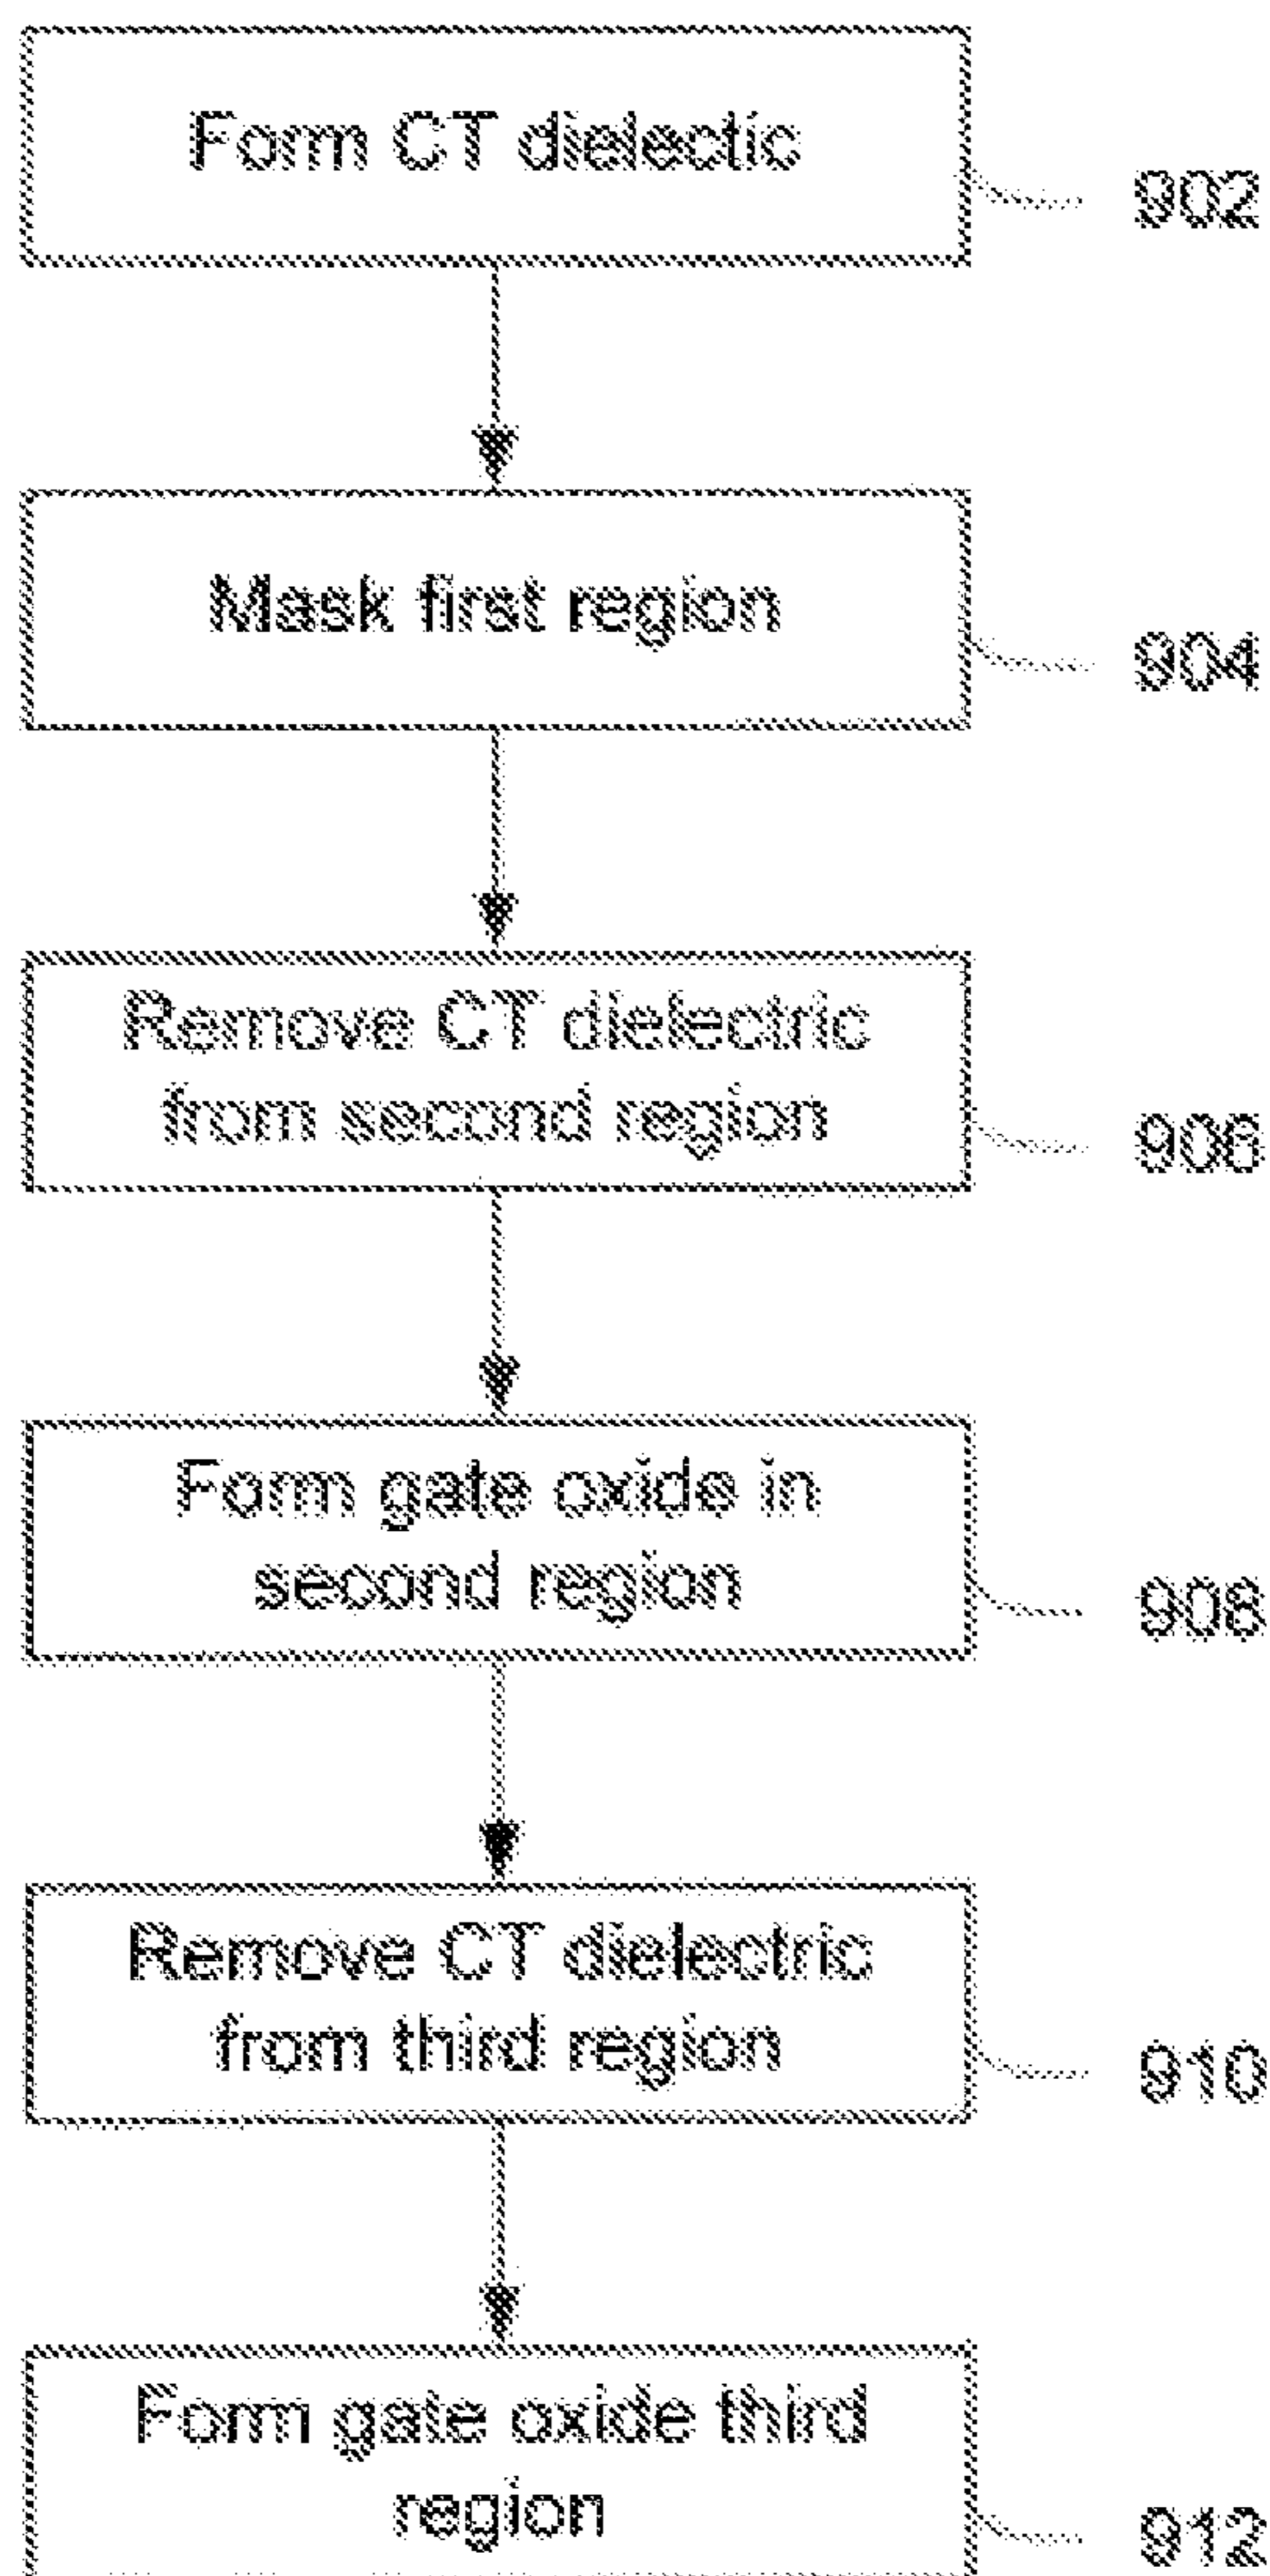 Form CT dielectic
902
Mask first region
904
Remove CT dielectric
from second region
906
Form gate oxide in
second region
908
Remove CT dielectric
from third region
910
Form gate oxide third
region
912